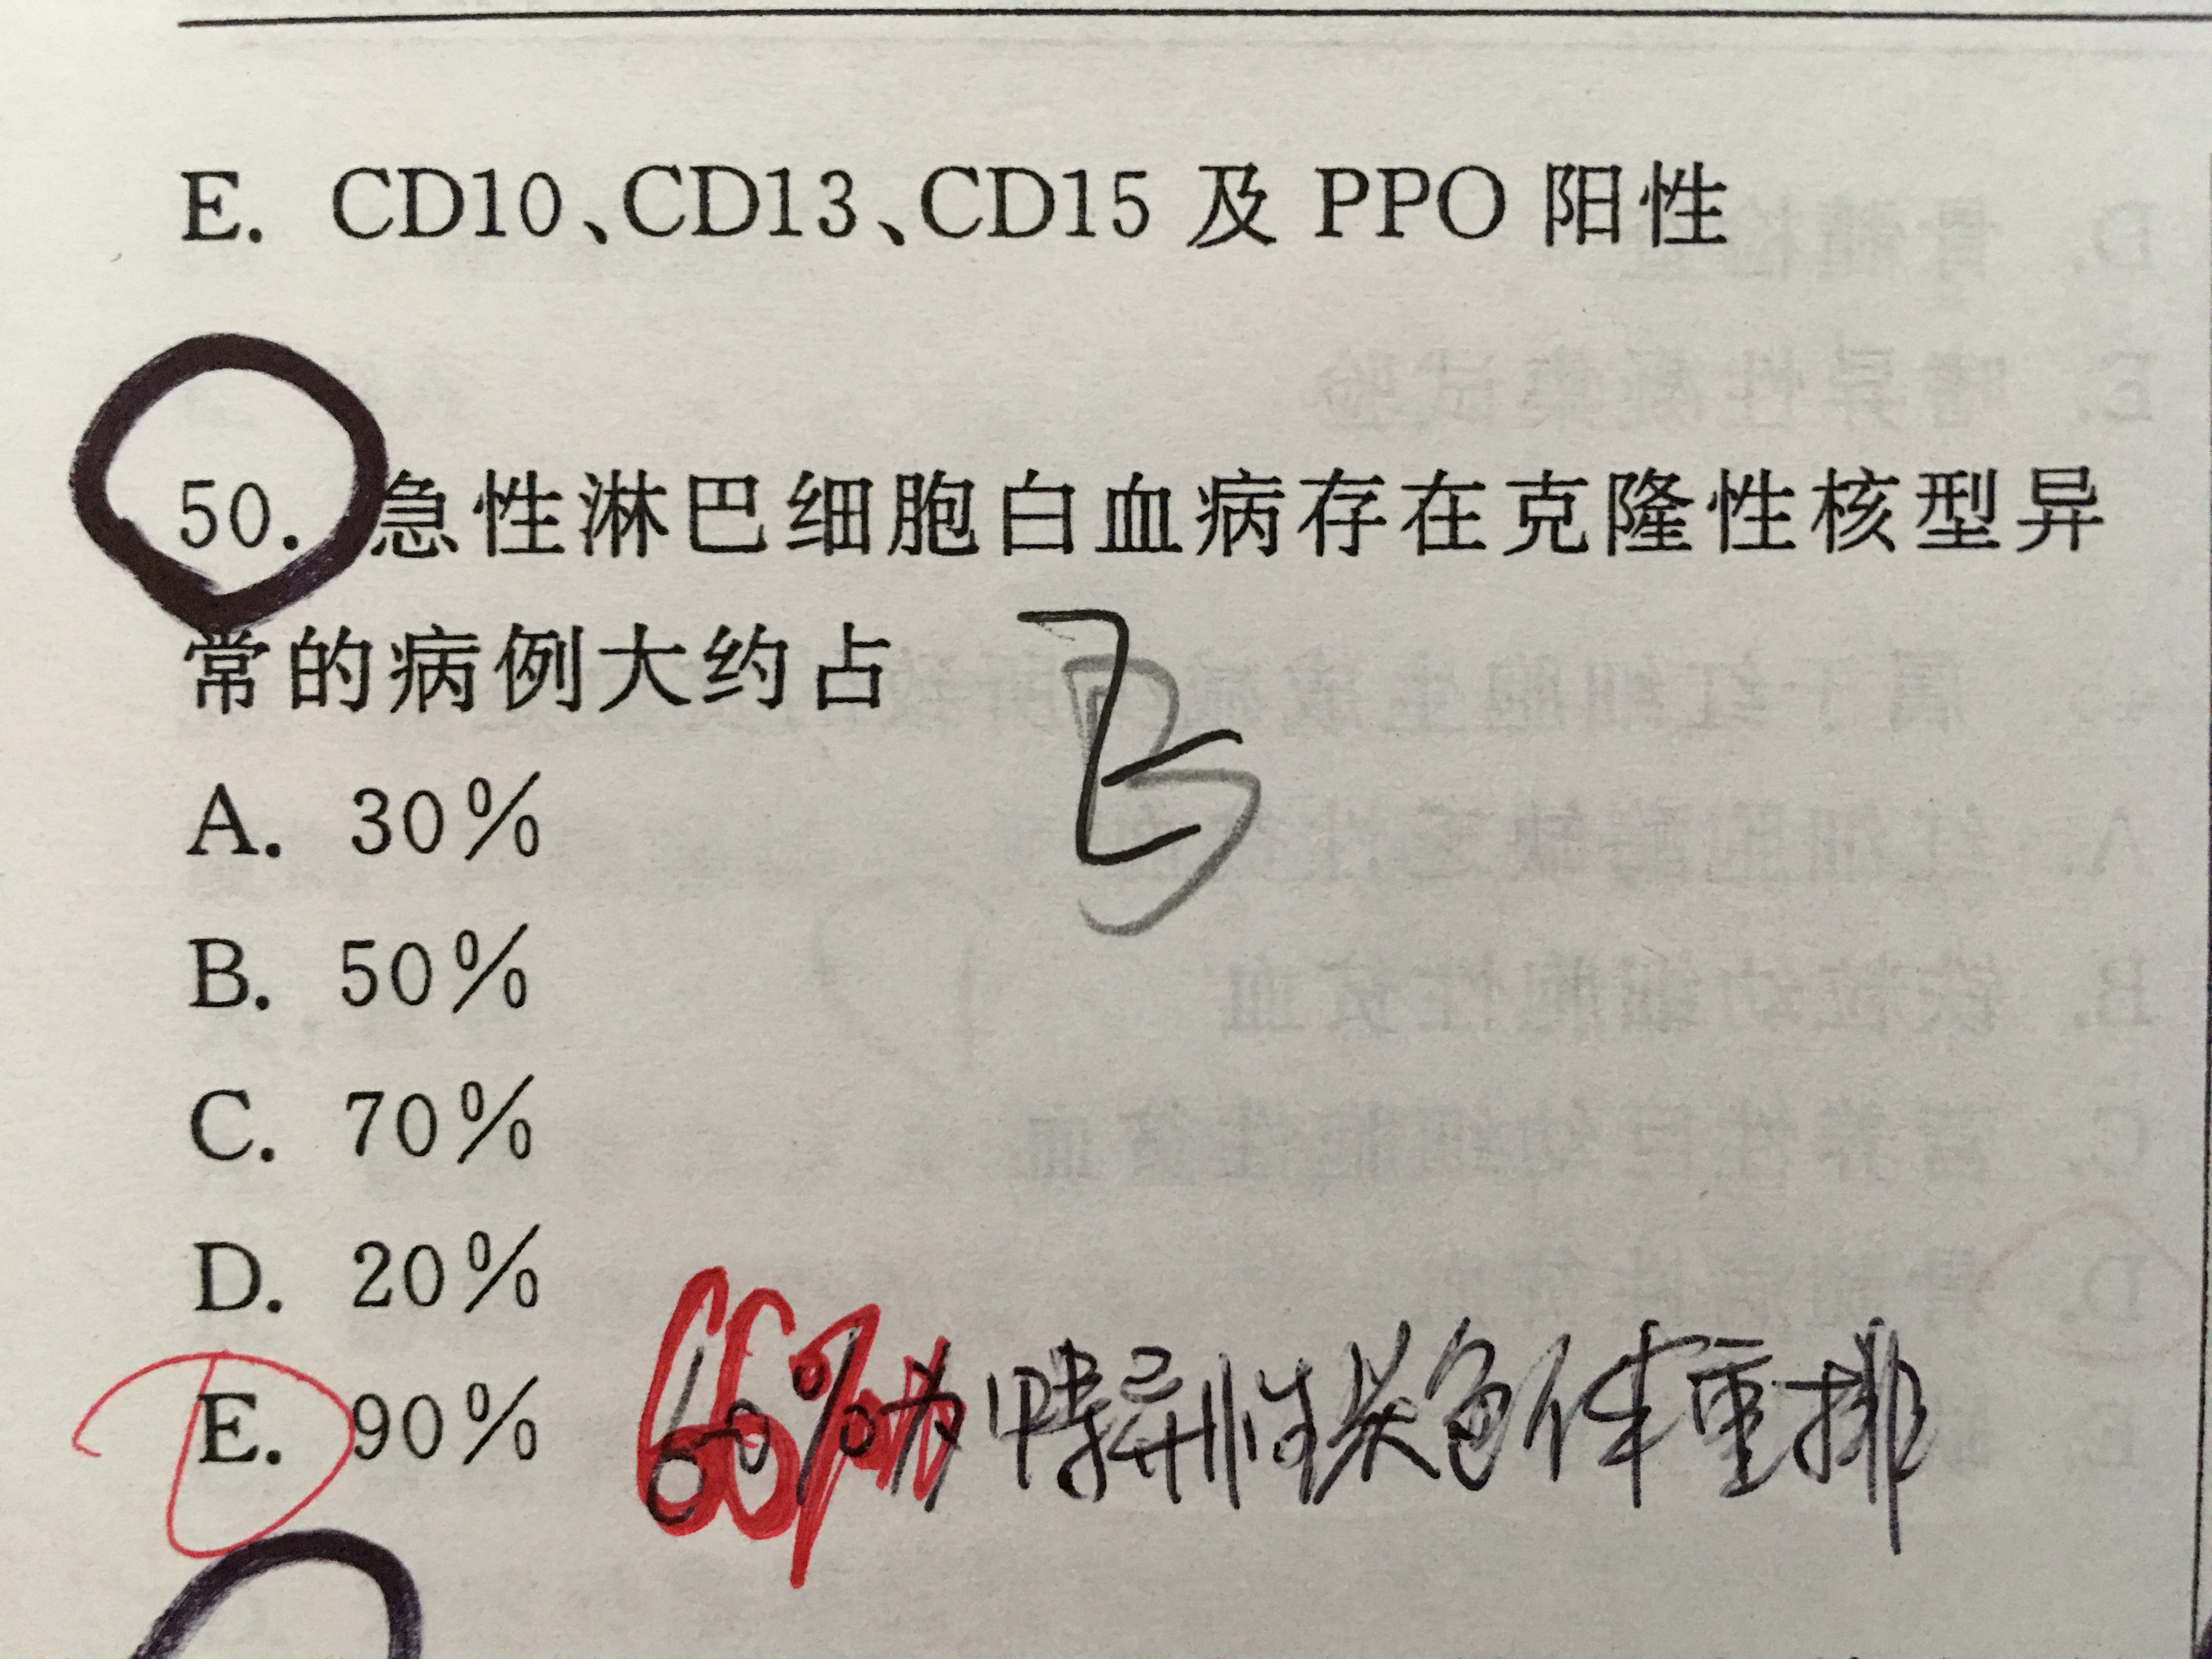 E. CD10、CD13、CD15 及 PPO 阳性
50. 急性淋巴细胞白血病存在克隆性核型异
常的病例大约占
E
A. 30%
B. 50%
C. 70%
D. 20%
E. 90%
66%为特异性染色体重排